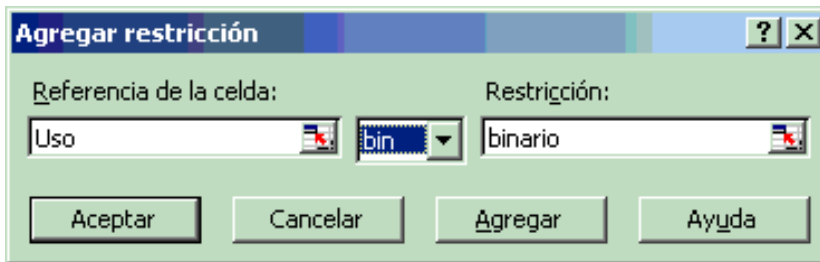 Agregar restricción
Referencia de la celda: Restricción:
Uso bin binario
Aceptar Cancelar Agregar Ayuda